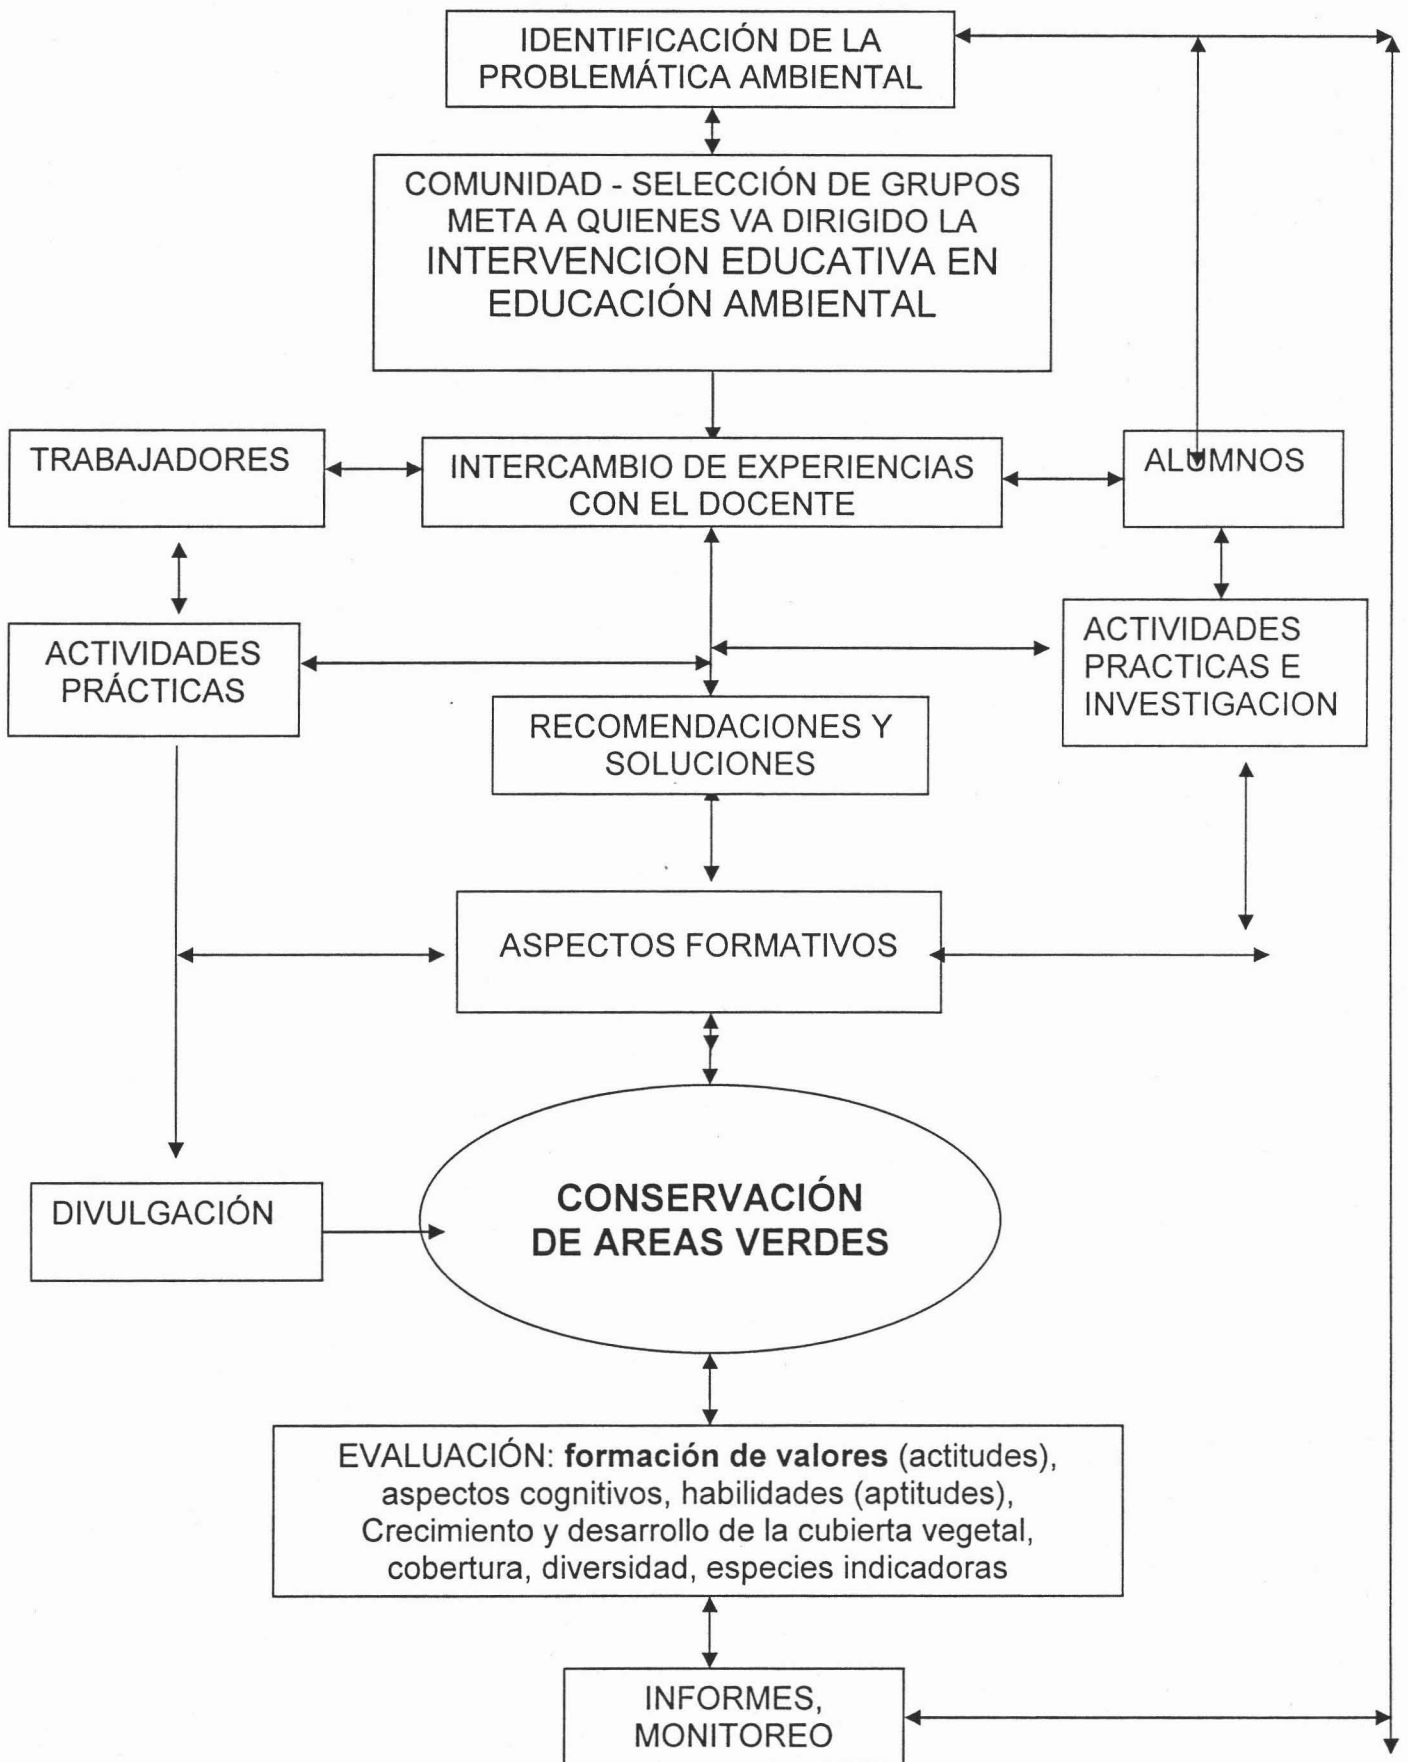 IDENTIFICACIÓN DE LA
PROBLEMÁTICA AMBIENTAL
COMUNIDAD - SELECCIÓN DE GRUPOS
META A QUIENES VA DIRIGIDO LA
INTERVENCION EDUCATIVA EN
EDUCACIÓN AMBIENTAL
TRABAJADORES
INTERCAMBIO DE EXPERIENCIAS
CON EL DOCENTE
ALUMNOS
ACTIVIDADES
PRÁCTICAS
ACTIVIDADES
PRACTICAS E
INVESTIGACION
RECOMENDACIONES Y
SOLUCIONES
ASPECTOS FORMATIVOS
DIVULGACIÓN
CONSERVACIÓN
DE AREAS VERDES
EVALUACIÓN: formación de valores (actitudes),
aspectos cognitivos, habilidades (aptitudes),
Crecimiento y desarrollo de la cubierta vegetal,
cobertura, diversidad, especies indicadoras
INFORMES,
MONITOREO